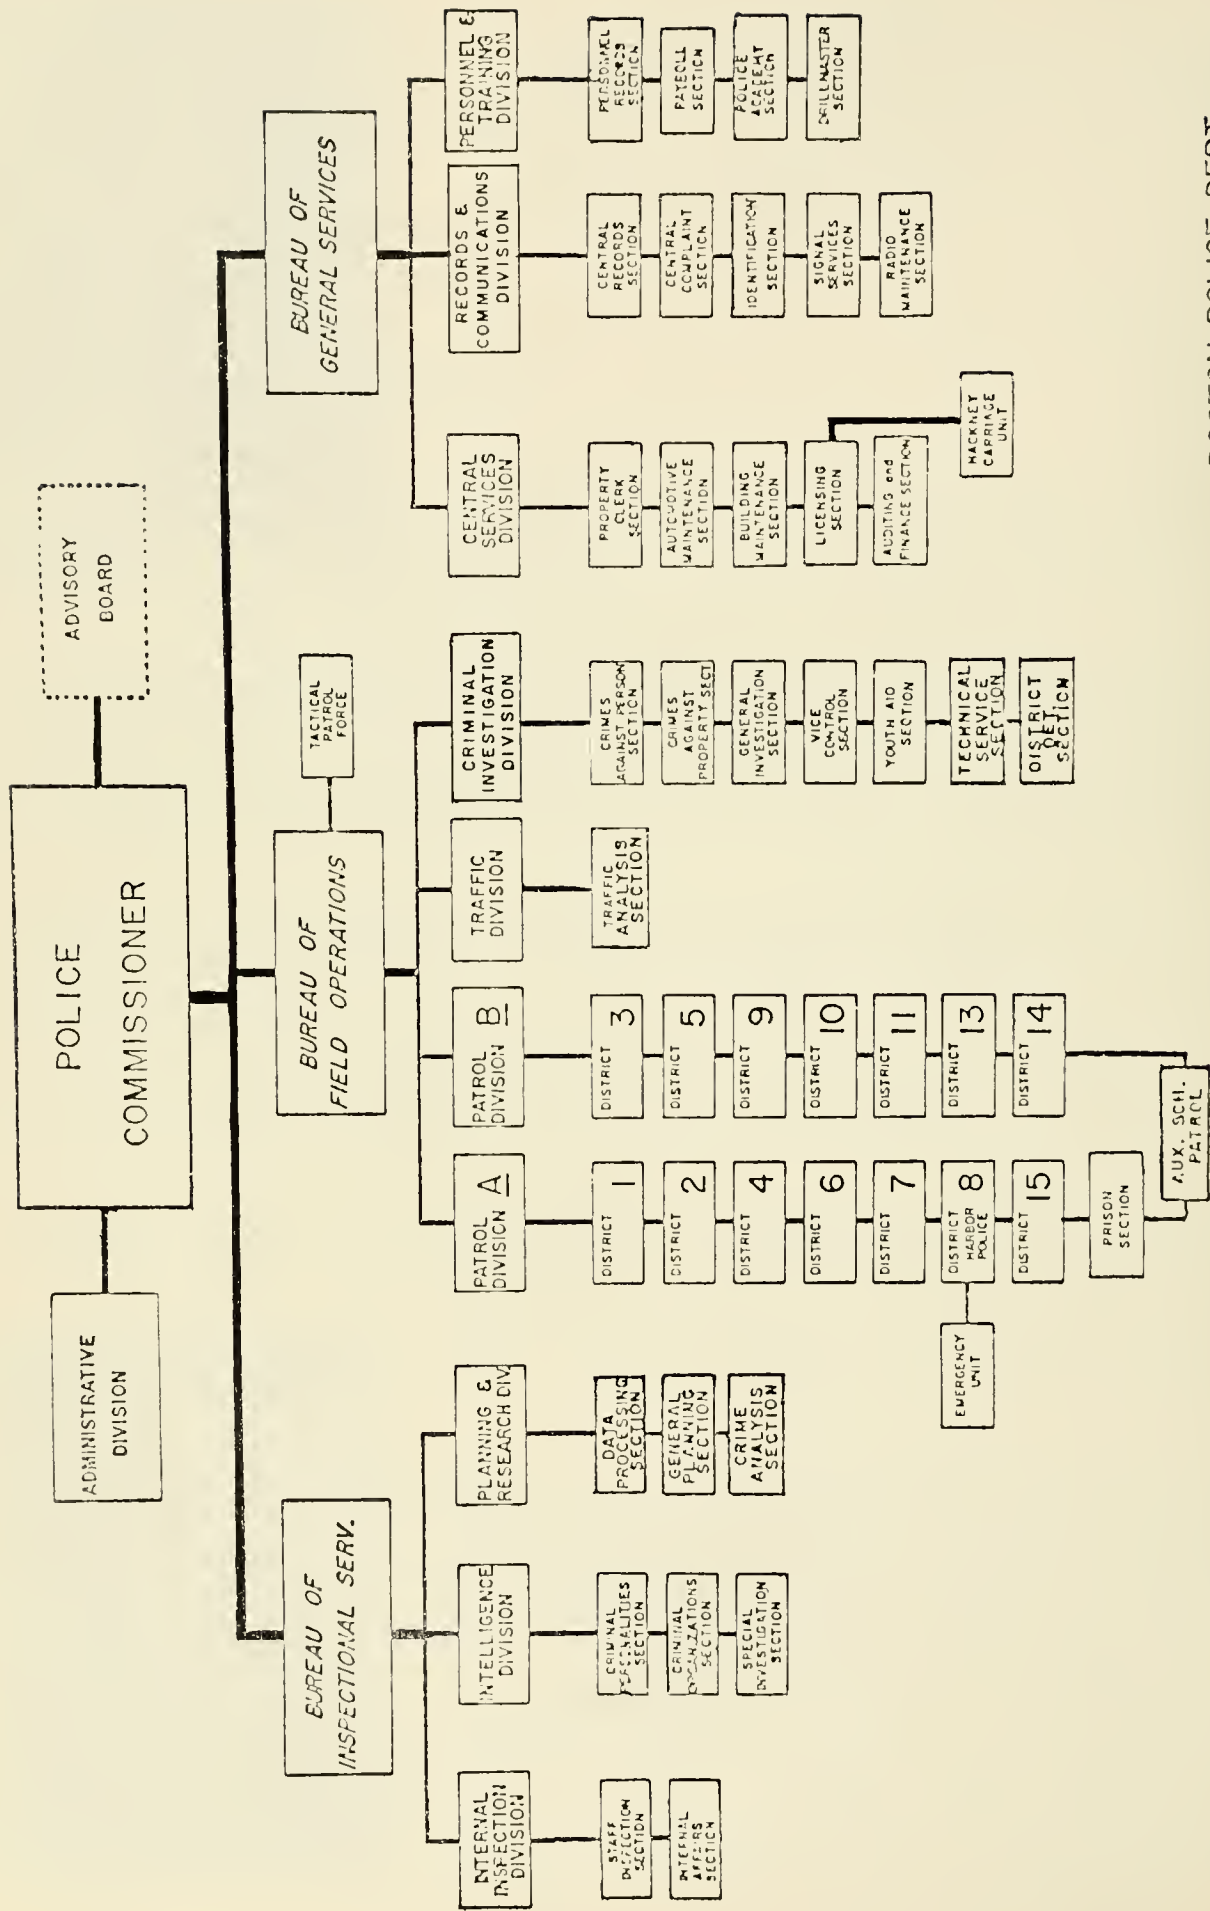 POLICE
COMMISSIONER
ADVISORY
BOARD
ADMINISTRATIVE
DIVISION
BUREAU OF
INSPECTIONAL SERV.
BUREAU OF
FIELD OPERATIONS
TACTICAL
PATROL
FORCE
BUREAU OF
GENERAL SERVICES
INTERNAL
INSPECTION
DIVISION
STAFF
INSPECTION
SECTION
INTERNAL
AFFAIRS
SECTION
INTELLIGENCE
DIVISION
CRIMINAL
PERSONALITIES
SECTION
CRIMINAL
ORGANIZATIONS
SECTION
SPECIAL
INVESTIGATION
SECTION
PLANNING &
RESEARCH DIV.
DATA
PROCESSING
SECTION
GENERAL
PLANNING
SECTION
CRIME
ANALYSIS
SECTION
PATROL
DIVISION A
DISTRICT 1
DISTRICT 2
DISTRICT 4
DISTRICT 6
DISTRICT 7
DISTRICT 8
HARBOR
POLICE
EMERGENCY
UNIT
DISTRICT 15
PRISON
SECTION
PATROL
DIVISION B
DISTRICT 3
DISTRICT 5
DISTRICT 9
DISTRICT 10
DISTRICT 11
DISTRICT 13
DISTRICT 14
AUX. SCH.
PATROL
TRAFFIC
DIVISION
TRAFFIC
ANALYSIS
SECTION
CRIMINAL
INVESTIGATION
DIVISION
CRIMES
AGAINST PERSON
SECTION
CRIMES
AGAINST
PROPERTY SECT
GENERAL
INVESTIGATION
SECTION
VICE
CONTROL
SECTION
YOUTH AID
SECTION
TECHNICAL
SERVICE
SECTION
DISTRICT
DET
SECTION
CENTRAL
SERVICES
DIVISION
PROPERTY
CLERK
SECTION
AUTOMOTIVE
MAINTENANCE
SECTION
BUILDING
MAINTENANCE
SECTION
LICENSING
SECTION
AUDITING and
FINANCE SECTION
HACKNEY
CARRIAGE
UNIT
RECORDS &
COMMUNICATIONS
DIVISION
CENTRAL
RECORDS
SECTION
CENTRAL
COMPLAINT
SECTION
IDENTIFICATION
SECTION
SIGNAL
SERVICES
SECTION
RADIO
MAINTENANCE
SECTION
PERSONNEL &
TRAINING
DIVISION
PERSONNEL
RECORDS
SECTION
PAYROLL
SECTION
POLICE
ACADEMY
SECTION
DRILLMASTER
SECTION